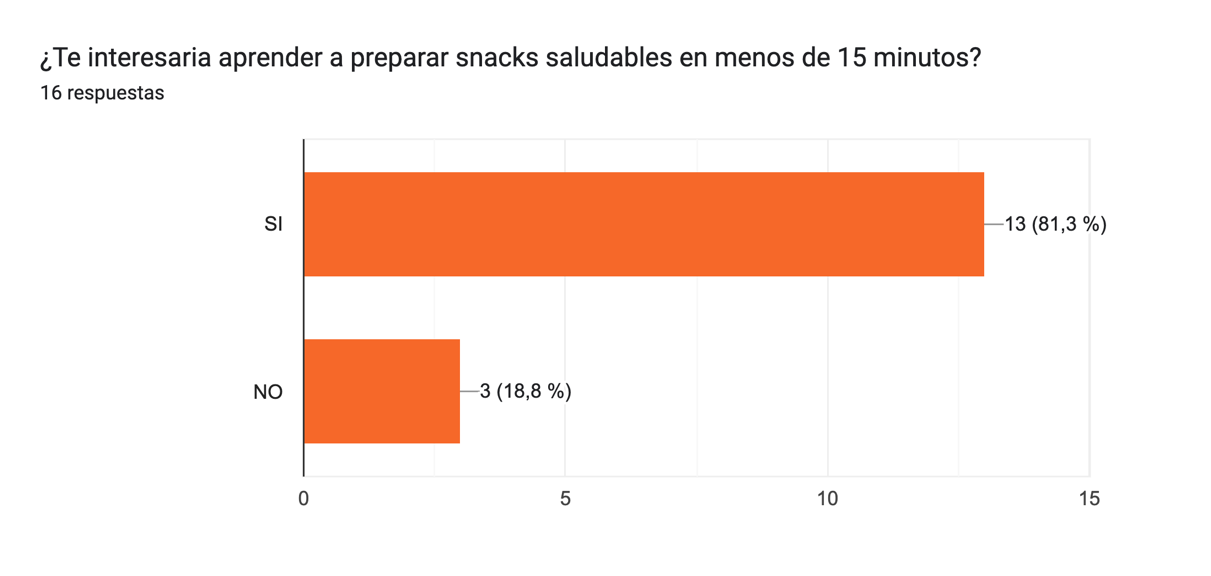 ¿Te interesaria aprender a preparar snacks saludables en menos de 15 minutos?
16 respuestas
SI
13 (81,3 %)
NO
3 (18,8 %)
0
5
10
15